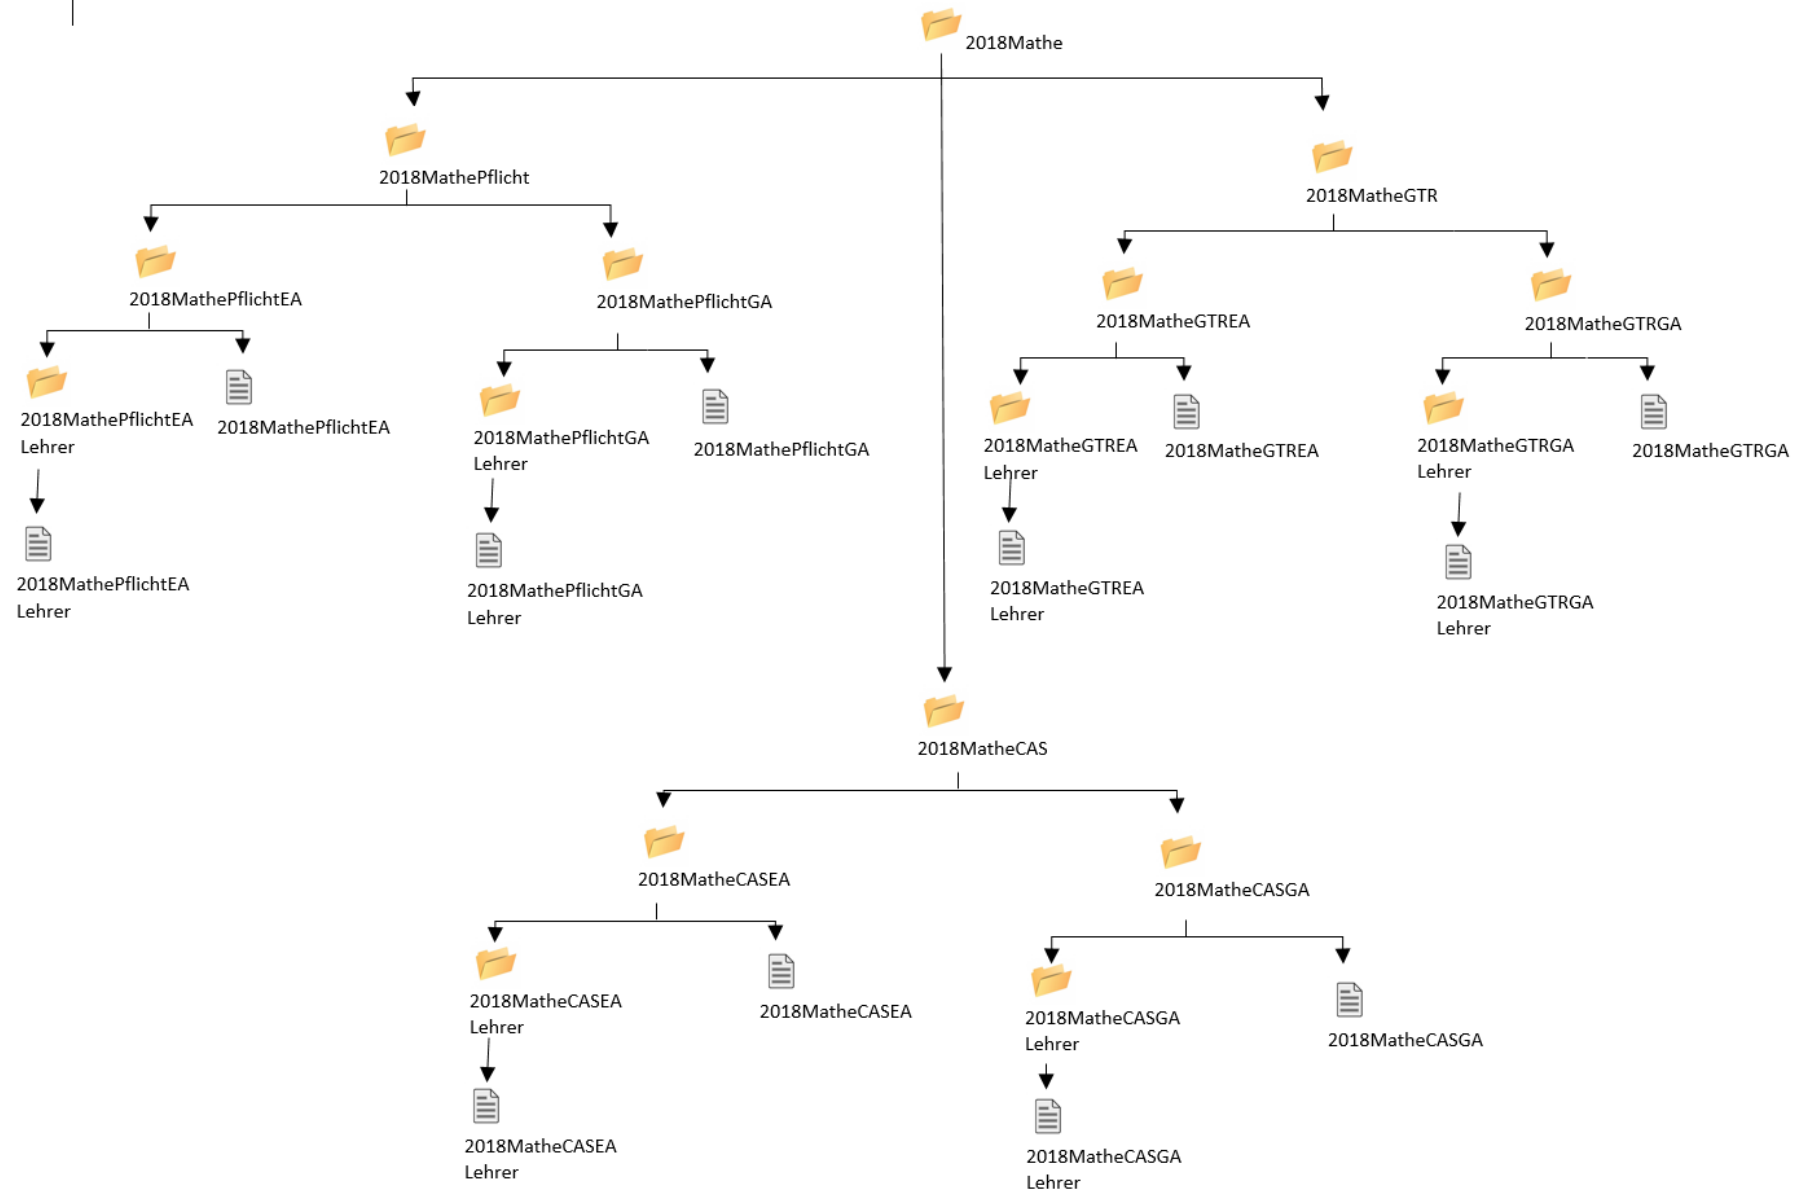 2018Mathe
2018MathePflicht
2018MatheGTR
2018MathePflichtEA
2018MathePflichtGA
2018MatheGTREA
2018MatheGTRGA
2018MathePflichtEA
Lehrer
2018MathePflichtEA
2018MathePflichtGA
Lehrer
2018MathePflichtGA
2018MatheGTREA
Lehrer
2018MatheGTREA
2018MatheGTRGA
Lehrer
2018MatheGTRGA
2018MathePflichtEA
Lehrer
2018MathePflichtGA
Lehrer
2018MatheGTREA
Lehrer
2018MatheGTRGA
Lehrer
2018MatheCAS
2018MatheCASEA
2018MatheCASGA
2018MatheCASEA
Lehrer
2018MatheCASEA
2018MatheCASGA
Lehrer
2018MatheCASGA
2018MatheCASEA
Lehrer
2018MatheCASGA
Lehrer